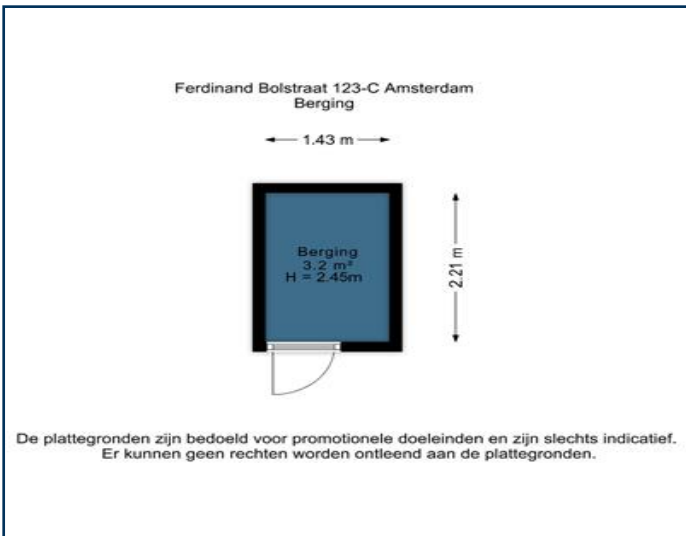 Ferdinand Bolstraat 123-C Amsterdam
Berging
1.43 m
Berging
3.2 m²
H = 2.45m
2.21 m
De plattegronden zijn bedoeld voor promotionele doeleinden en zijn slechts indicatief.
Er kunnen geen rechten worden ontleend aan de plattegronden.